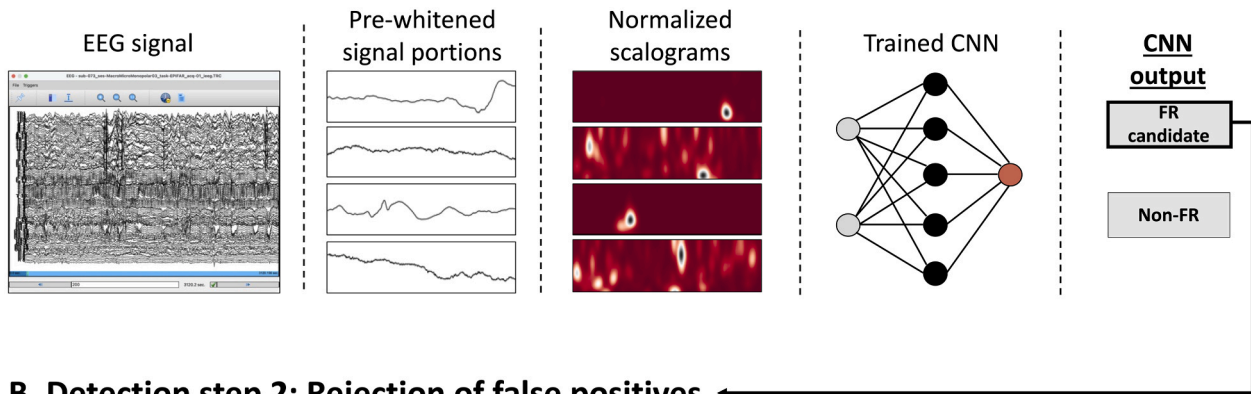 EEG signal
Pre-whitened
signal portions
Normalized
scalograms
Trained CNN
CNN
output
FR
candidate
Non-FR
B. Detection step 2: Rejection of false positives